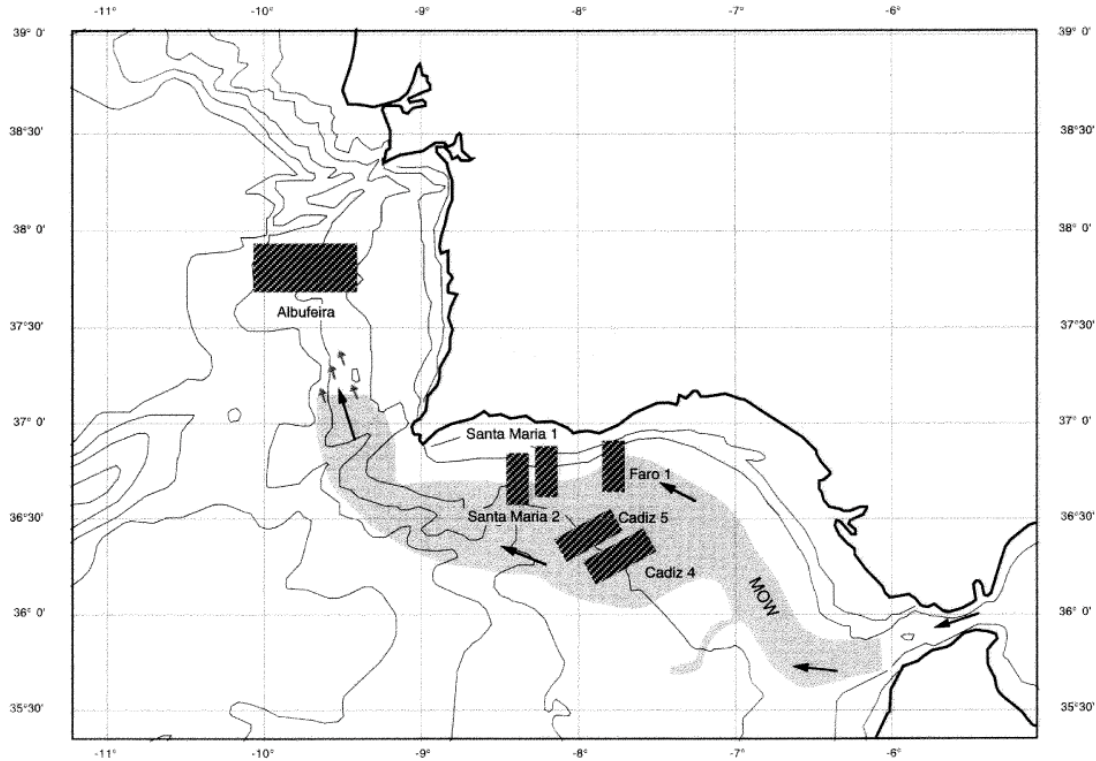 -11° -10° -9° -8° -7° -6°
39° 0' 39° 0'
38°30' 38°30'
38° 0' 38° 0'
Albufeira
37°30' 37°30'
37° 0' 37° 0'
Santa Maria 1
Faro 1
36°30' Santa Maria 2 Cadiz 5 36°30'
Cadiz 4
MOW
36° 0' 36° 0'
35°30' 35°30'
-11° -10° -9° -8° -7° -6°